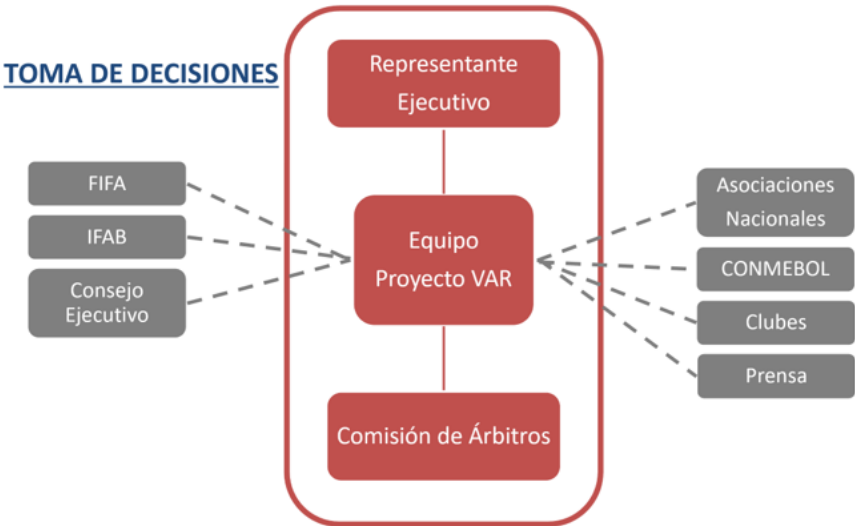 TOMA DE DECISIONES
Representante
Ejecutivo
FIFA
IFAB
Consejo
Ejecutivo
Equipo
Proyecto VAR
Asociaciones
Nacionales
CONMEBOL
Clubes
Prensa
Comisión de Árbitros